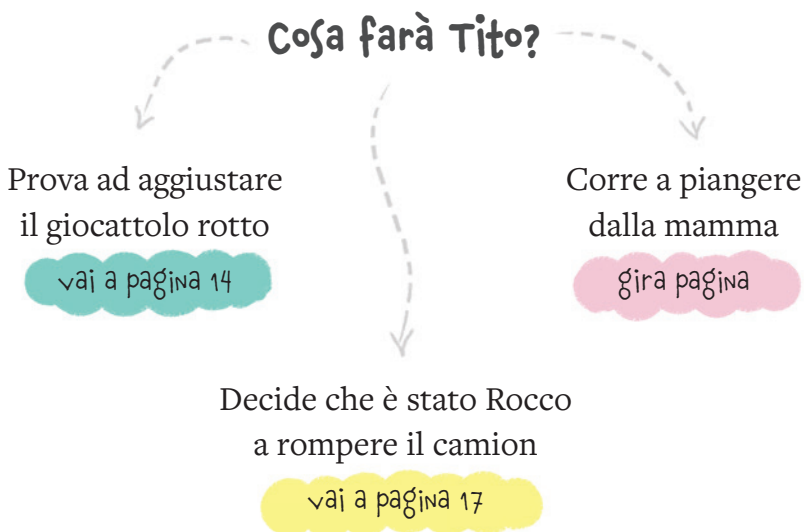 Cosa farà Tito?
Prova ad aggiustare
il giocattolo rotto
vai a pagina 14
Corre a piangere
dalla mamma
gira pagina
Decide che è stato Rocco
a rompere il camion
vai a pagina 17